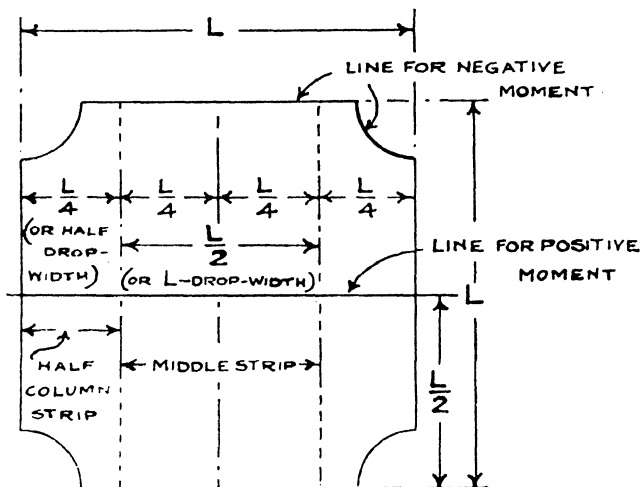 L
LINE FOR NEGATIVE
MOMENT
L/4 L/4 L/4 L/4
(OR HALF
DROP-
WIDTH)
L/2
(OR L-DROP-WIDTH)
LINE FOR POSITIVE
MOMENT
L
HALF
COLUMN
STRIP
MIDDLE STRIP
L/2